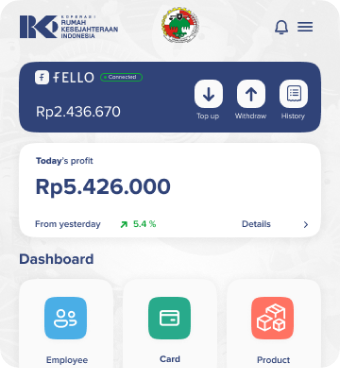 KOPERASI
IKK RUMAH
KESEJAHTERAAN
INDONESIA
FELLO
Connected
Rp2.436.670
Top up Withdraw History
Today's profit
Rp5.426.000
From yesterday 5.4 % Details
Dashboard
Employee Card Product